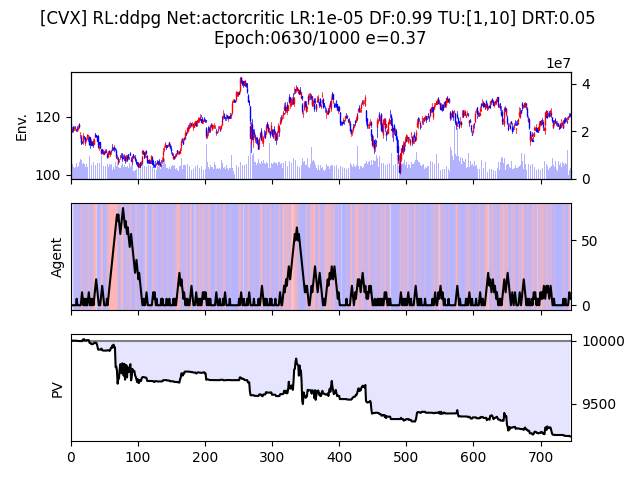 [CVX] RL:ddpg Net:actorcritic LR:1e-05 DF:0.99 TU:[1,10] DRT:0.05
Epoch:0630/1000 e=0.37
1e7
Env.
120
100
4
2
0
Agent
50
0
PV
10000
9500
0 100 200 300 400 500 600 700